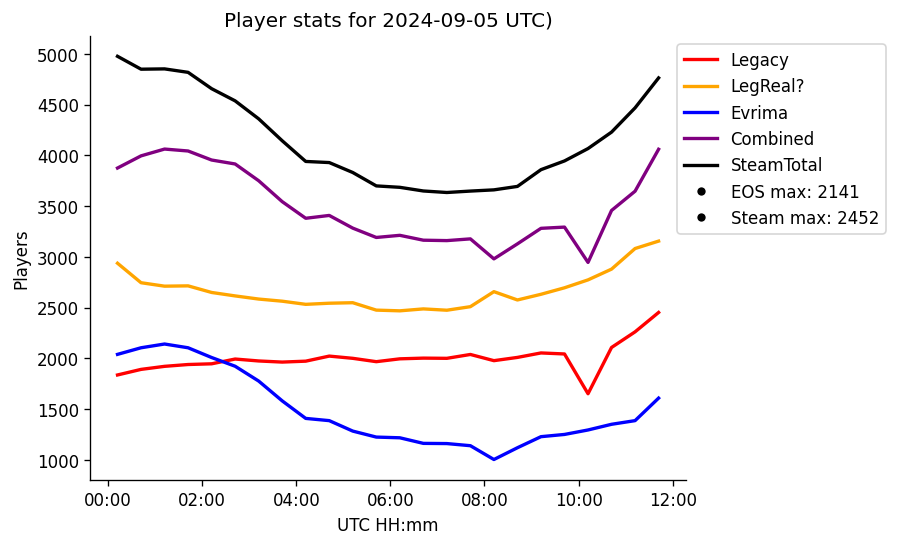 Player stats for 2024-09-05 UTC)
Legacy
LegReal?
Evrima
Combined
SteamTotal
EOS max: 2141
Steam max: 2452
Players
5000
4500
4000
3500
3000
2500
2000
1500
1000
00:00 02:00 04:00 06:00 08:00 10:00 12:00
UTC HH:mm